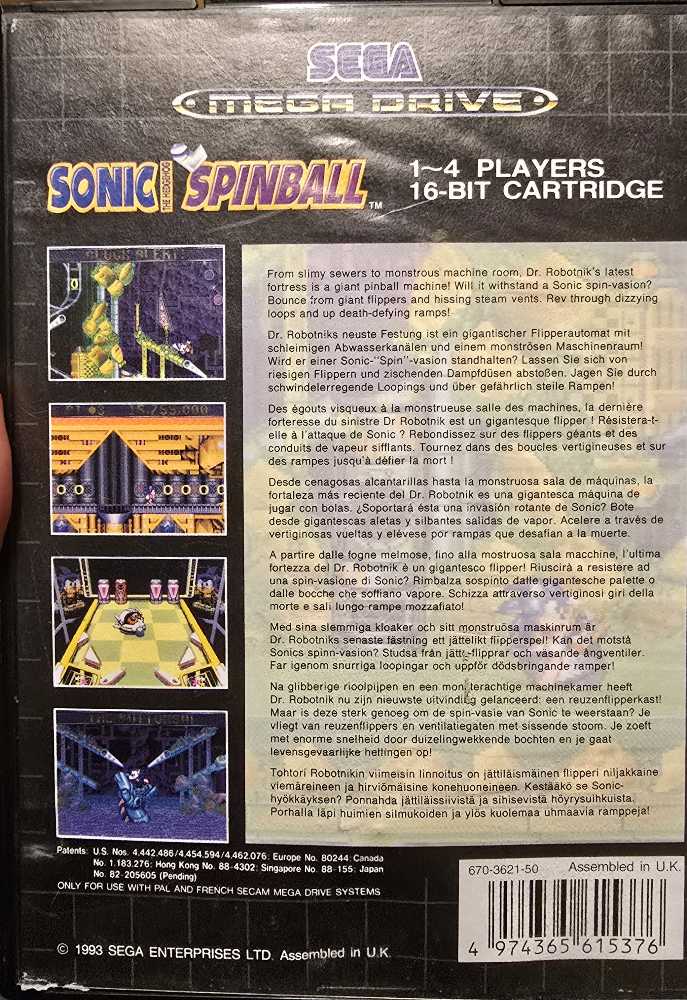 SEGA
MEGA DRIVE
SONIC THE HEDGEHOG SPINBALL TM
1~4 PLAYERS
16-BIT CARTRIDGE
From slimy sewers to monstrous machine room, Dr. Robotnik's latest
fortress is a giant pinball machine! Will it withstand a Sonic spin-vasion?
Bounce from giant flippers and hissing steam vents. Rev through dizzying
loops and up death-defying ramps!
Dr. Robotniks neuste Festung ist ein gigantischer Flipperautomat mit
schleimigen Abwasserkanälen und einem monströsen Maschinenraum!
Wird er einer Sonic-"Spin"-vasion standhalten? Lassen Sie sich von
riesigen Flippern und zischenden Dampfdüsen abstoßen. Jagen Sie durch
schwindelerregende Loopings und über gefährlich steile Rampen!
Des égouts visqueux à la monstrueuse salle des machines, la dernière
forteresse du sinistre Dr Robotnik est un gigantesque flipper ! Résistera-t-
elle à l'attaque de Sonic ? Rebondissez sur des flippers géants et des
conduits de vapeur sifflants. Tournez dans des boucles vertigineuses et sur
des rampes jusqu'à défier la mort !
Desde cenagosas alcantarillas hasta la monstruosa sala de máquinas, la
fortaleza más reciente del Dr. Robotnik es una gigantesca máquina de
jugar con bolas. ¿Soportará ésta una invasión rotante de Sonic? Bote
desde gigantescas aletas y silbantes salidas de vapor. Acelere a través de
vertiginosas vueltas y elévese por rampas que desafian a la muerte.
A partire dalle fogne melmose, fino alla mostruosa sala macchine, l'ultima
fortezza del Dr. Robotnik è un gigantesco flipper! Riuscirà a resistere ad
una spin-vasione di Sonic? Rimbalza sospinto dalle gigantesche palette o
dalle bocche che soffiano vapore. Schizza attraverso vertiginosi giri della
morte e sali lungo rampe mozzafiato!
Med sina slemmiga kloaker och sitt monstruösa maskinrum är
Dr. Robotniks senaste fästning ett jättelikt flipperspel! Kan det motstå
Sonics spinn-vasion? Studsa från jätte-flipprar och väsande ångventiler.
Far igenom snurriga loopingar och uppför dödsbringande ramper!
Na glibberige rioolpijpen en een monsterachtige machinekamer heeft
Dr. Robotnik nu zijn nieuwste uitvinding gelanceerd: een reuzenflipperkast!
Maar is deze sterk genoeg om de spin-vasie van Sonic te weerstaan? Je
vliegt van reuzenflippers en ventilatiegaten met sissende stoom. Je zoeft
met enorme snelheid door duizelingwekkende bochten en je gaat
levensgevaarlijke hellingen op!
Tohtori Robotnikin viimeisin linnoitus on jättiläismäinen flipperi niljakkaine
viemäreineen ja hirviömäisine konehuoneineen. Kestääkö se Sonic-
hyökkäyksen? Ponnahda jättiläissiivistä ja sihisevistä höyrysuihkuista.
Porhalla läpi huimien silmukoiden ja ylös kuolemaa uhmaavia ramppeja!
CLUCK ALERT!
15,755,000
THE BUTTONS!
Patents: U.S. Nos. 4.442.486/4.454.594/4.462.076: Europe No. 80244: Canada
No. 1.183.276: Hong Kong No. 88-4302: Singapore No. 88-155: Japan
No. 82-205605 (Pending)
ONLY FOR USE WITH PAL AND FRENCH SECAM MEGA DRIVE SYSTEMS
© 1993 SEGA ENTERPRISES LTD. Assembled in U.K.
670-3621-50 Assembled in U.K.
4 974365 615376